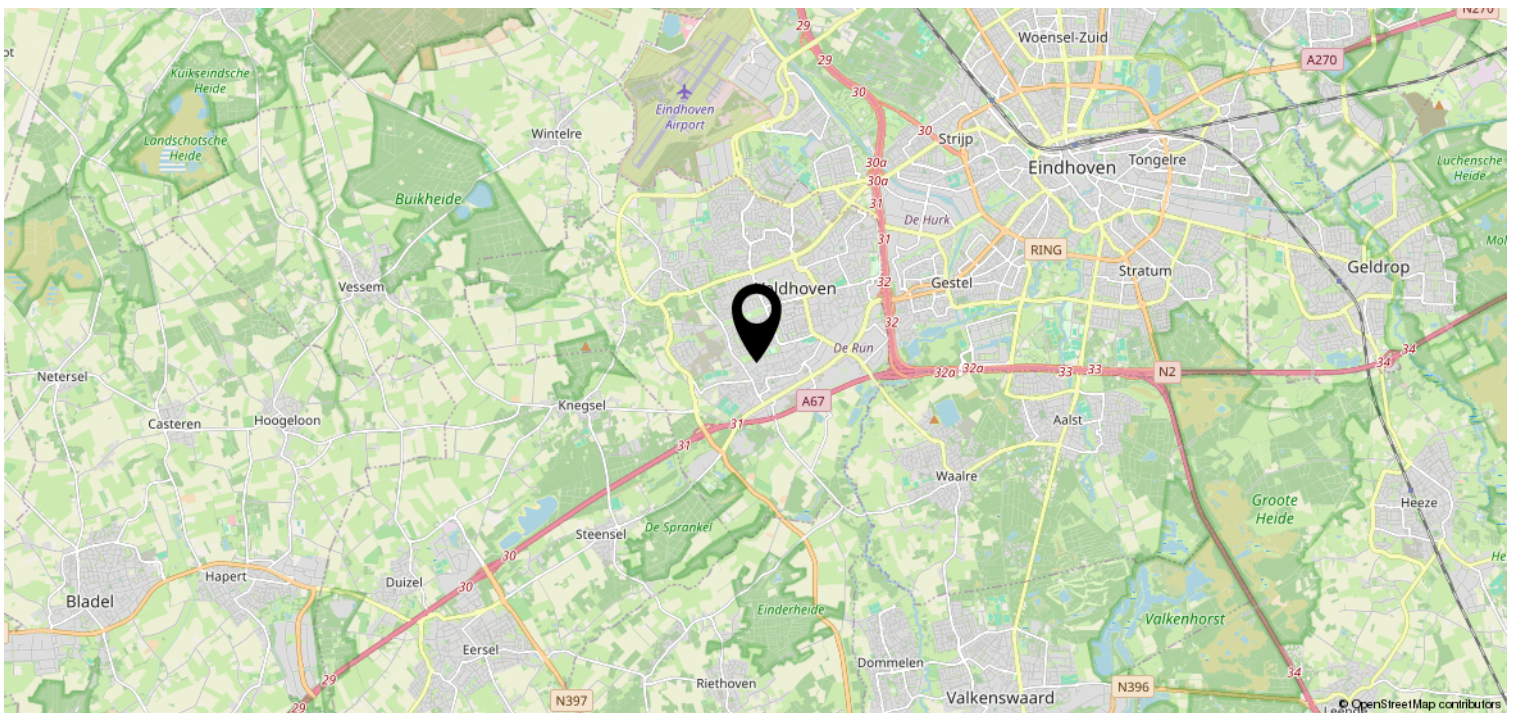 29
N270
Woensel-Zuid
29
A270
Kuikseindsche
Heide
30
Eindhoven
Airport
Wintelre
30
Strijp
Landschotsche
Heide
Eindhoven
Tongelre
Luchensche
Heide
30a
30a
Buikheide
31
De Hurk
31
RING
Mol
Geldrop
Stratum
Vessem
32
Gestel
Veldhoven
32
De Run
34
34
Netersel
32a
32a
33
33
N2
A67
Knegsel
Casteren
Hoogeloon
31
Aalst
31
Waalre
Groote
Heide
Heeze
De Sprankel
Steensel
30
He
Hapert
Duizel
30
Bladel
Einderheide
Valkenhorst
Eersel
Dommelen
34
29
Riethoven
N396
N397
Valkenswaard
29
© OpenStreetMap contributors
Leende